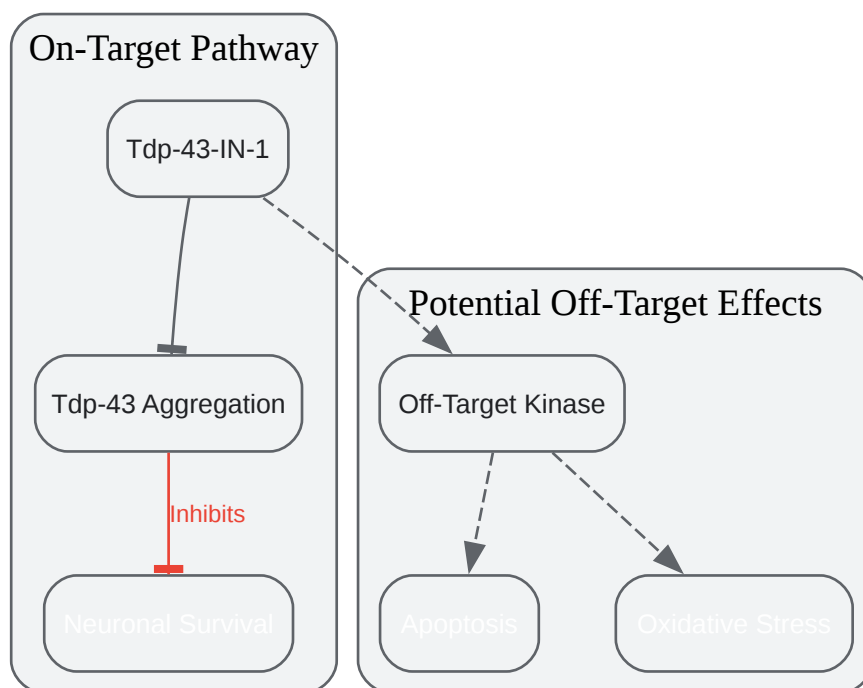 On-Target Pathway
Tdp-43-IN-1
Potential Off-Target Effects
Tdp-43 Aggregation
Off-Target Kinase
Inhibits
Neuronal Survival
Apoptosis
Oxidative Stress